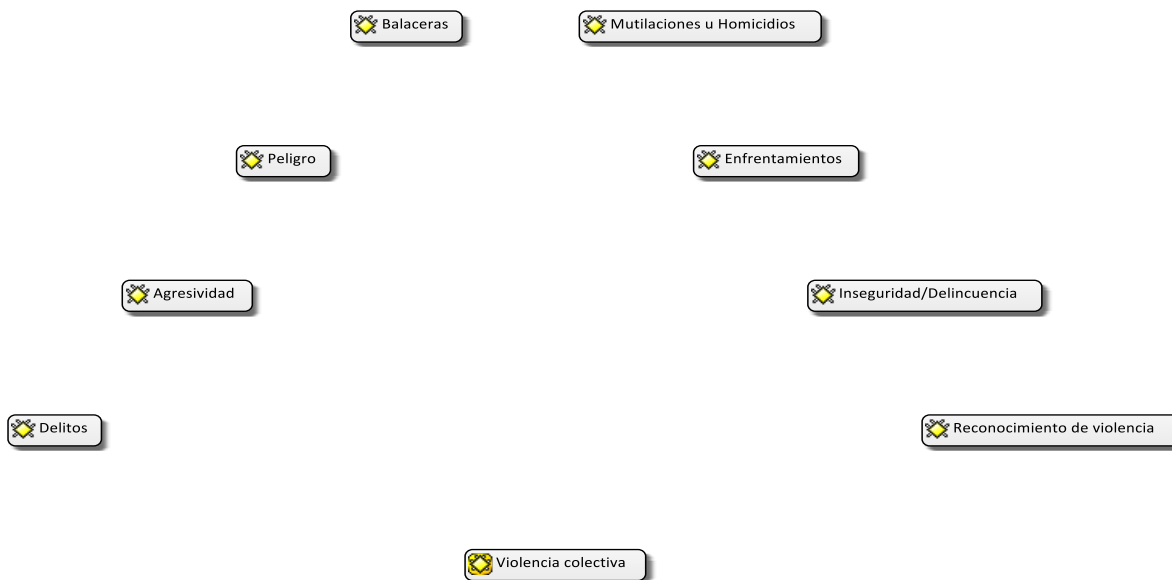 Balaceras
Mutilaciones u Homicidios
Peligro
Enfrentamientos
Agresividad
Inseguridad/Delincuencia
Delitos
Reconocimiento de violencia
Violencia colectiva